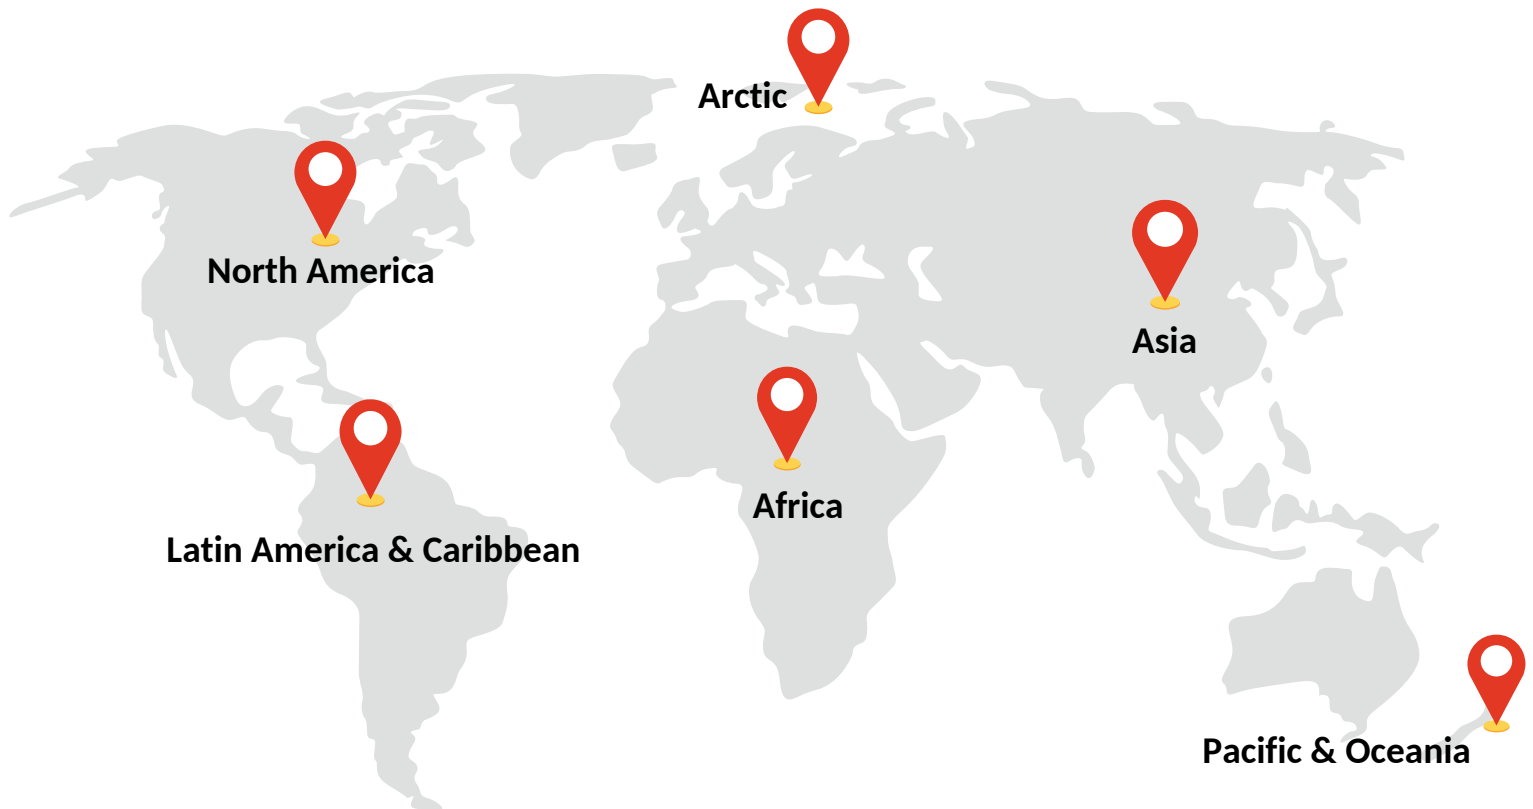 Arctic
North America
Asia
Africa
Latin America & Caribbean
Pacific & Oceania